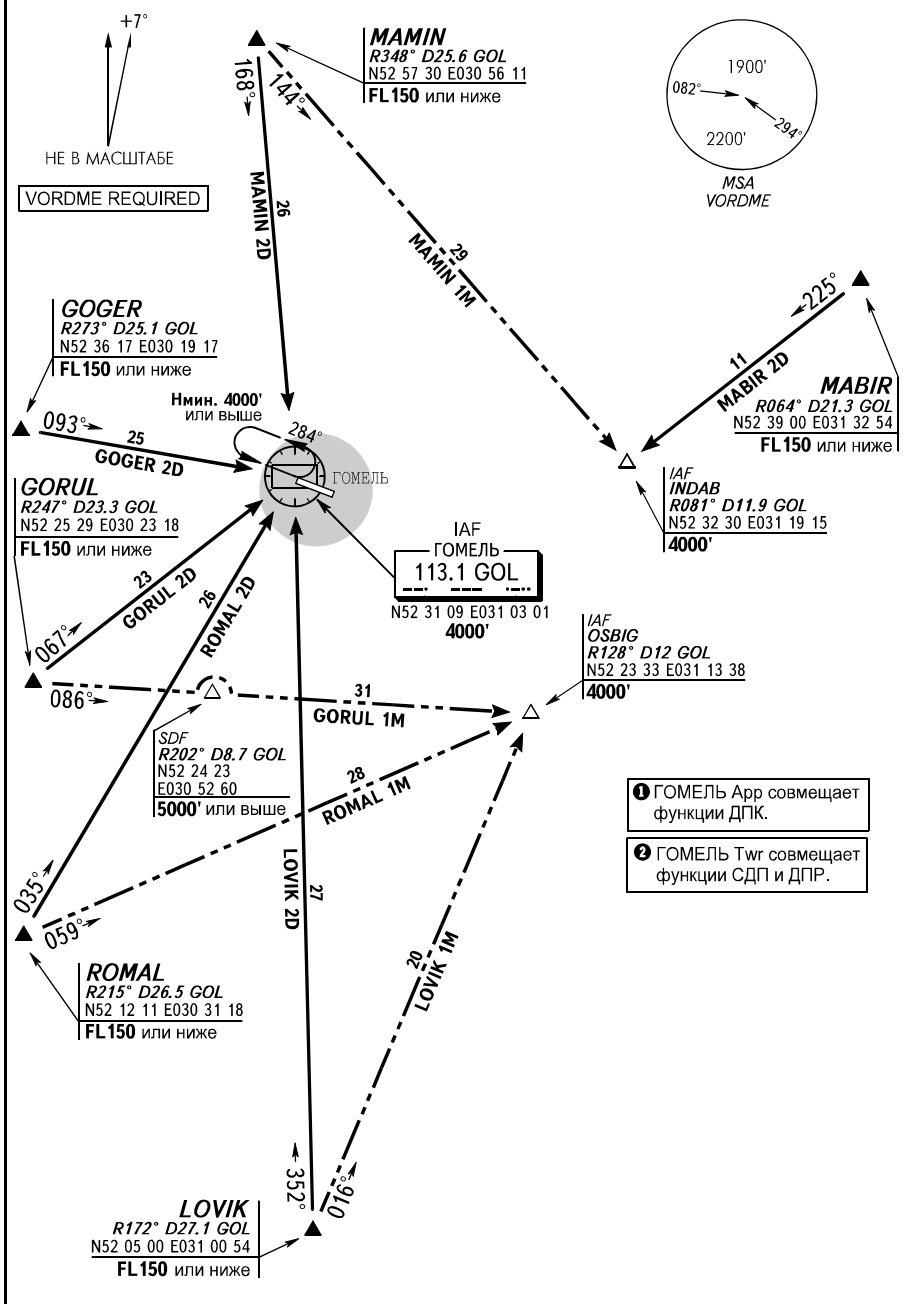 +7°
НЕ В МАСШТАБЕ
VORDME REQUIRED
MAMIN
R348° D25.6 GOL
N52 57 30 E030 56 11
FL150 или ниже
168°
144°
1900'
082°
294°
2200'
MSA
VORDME
26
MAMIN 2D
29
MAMIN 1M
GOGER
R273° D25.1 GOL
N52 36 17 E030 19 17
FL150 или ниже
225°
11
MABIR 2D
MABIR
R064° D21.3 GOL
N52 39 00 E031 32 54
FL150 или ниже
Hмин. 4000'
или выше
284°
093°
25
GOGER 2D
ГОМЕЛЬ
GORUL
R247° D23.3 GOL
N52 25 29 E030 23 18
FL150 или ниже
IAF
INDAB
R081° D11.9 GOL
N52 32 30 E031 19 15
4000'
IAF
ГОМЕЛЬ
113.1 GOL
N52 31 09 E031 03 01
4000'
23
GORUL 2D
26
ROMAL 2D
067°
086°
31
GORUL 1M
IAF
OSBIG
R128° D12 GOL
N52 23 33 E031 13 38
4000'
SDF
R202° D8.7 GOL
N52 24 23
E030 52 60
5000' или выше
28
ROMAL 1M
❶ ГОМЕЛЬ App совмещает
функции ДПК.
❷ ГОМЕЛЬ Twr совмещает
функции СДП и ДПР.
035°
059°
27
LOVIK 2D
20
LOVIK 1M
ROMAL
R215° D26.5 GOL
N52 12 11 E030 31 18
FL150 или ниже
352°
016°
LOVIK
R172° D27.1 GOL
N52 05 00 E031 00 54
FL150 или ниже